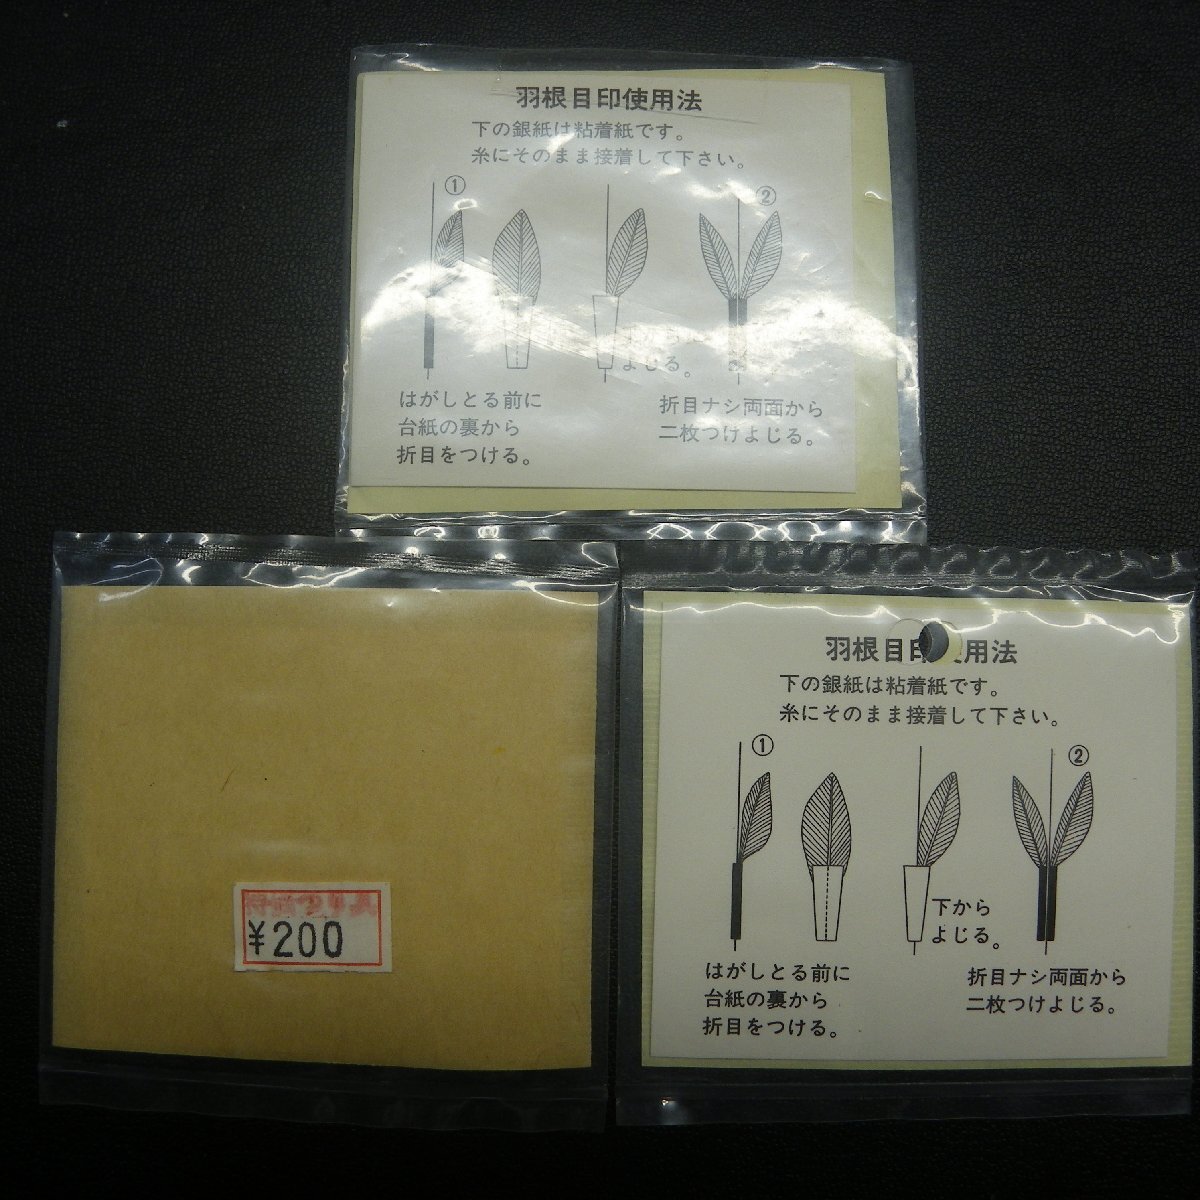 羽根目印使用法
下の銀紙は粘着紙です。
糸にそのまま接着して下さい。
①
②
よじる。
はがしとる前に
台紙の裏から
折目をつける。
折目ナシ両面から
二枚つけよじる。
つり具
¥200
羽根目印使用法
下の銀紙は粘着紙です。
糸にそのまま接着して下さい。
①
②
下から
よじる。
はがしとる前に
台紙の裏から
折目をつける。
折目ナシ両面から
二枚つけよじる。